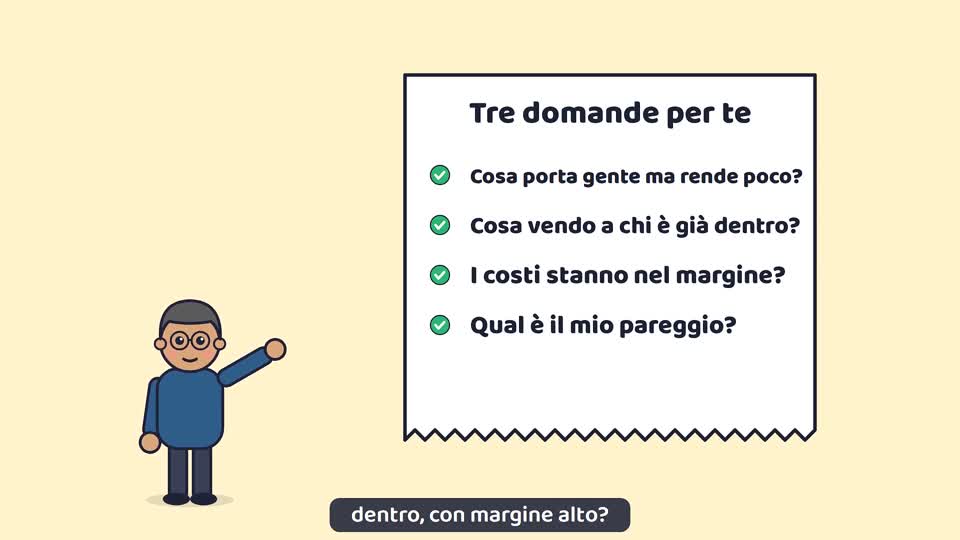 Tre domande per te
Cosa porta gente ma rende poco?
Cosa vendo a chi è già dentro?
I costi stanno nel margine?
Qual è il mio pareggio?
dentro, con margine alto?